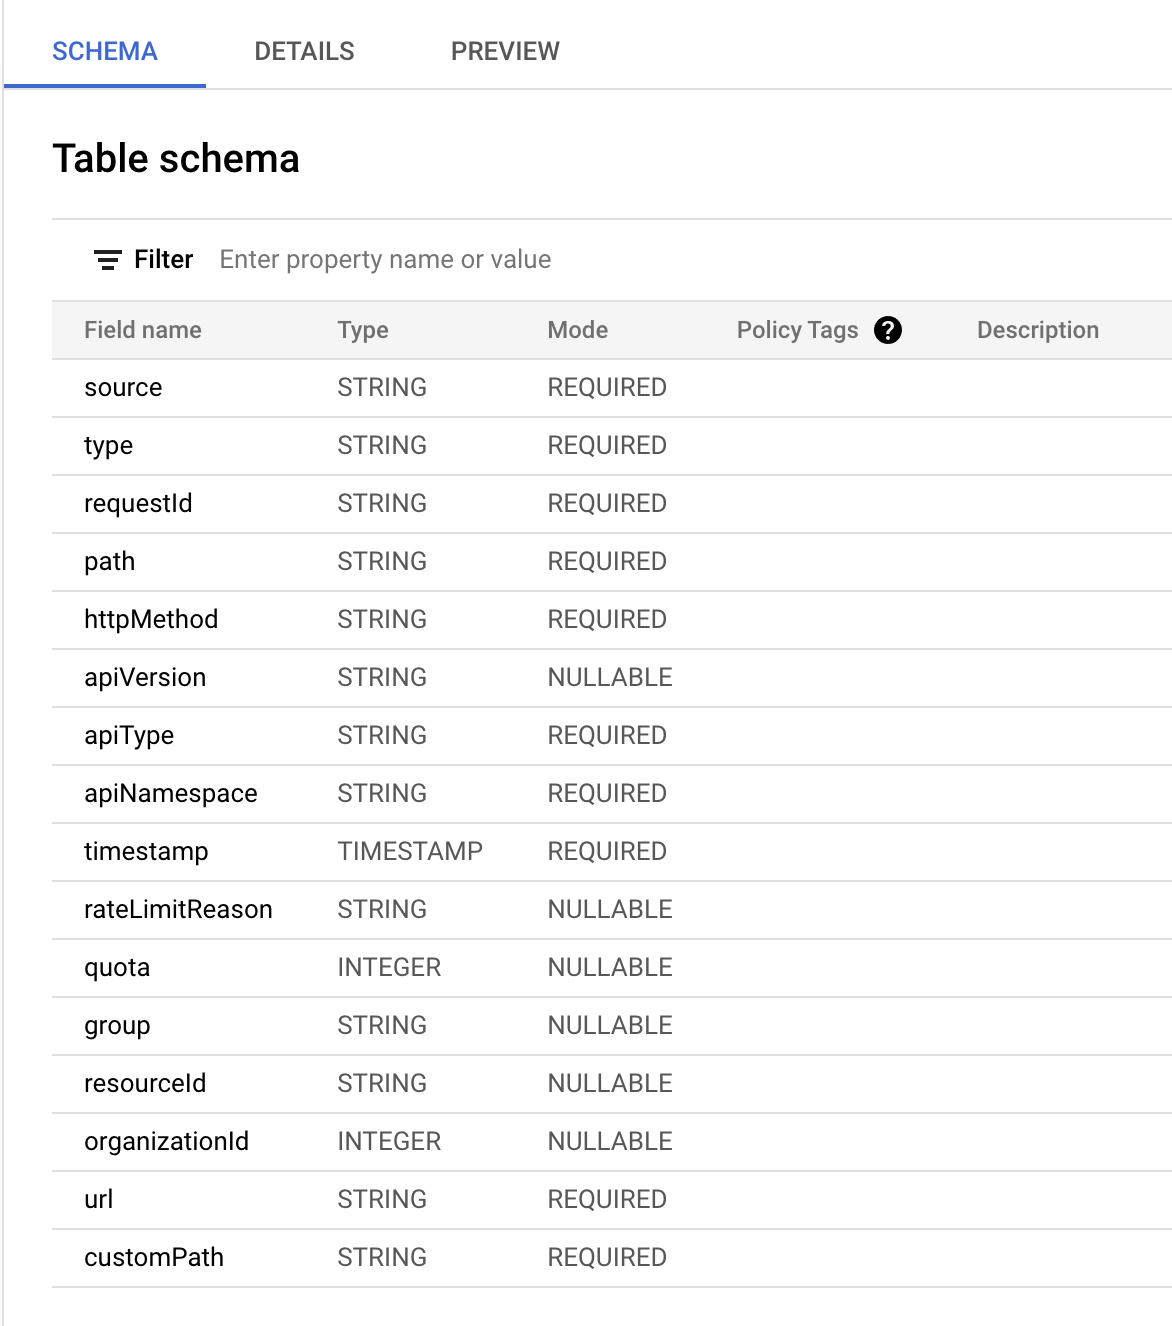 SCHEMA DETAILS PREVIEW
Table schema
Filter Enter property name or value
Field name Type Mode Policy Tags ? Description
source STRING REQUIRED
type STRING REQUIRED
requestId STRING REQUIRED
path STRING REQUIRED
httpMethod STRING REQUIRED
apiVersion STRING NULLABLE
apiType STRING REQUIRED
apiNamespace STRING REQUIRED
timestamp TIMESTAMP REQUIRED
rateLimitReason STRING NULLABLE
quota INTEGER NULLABLE
group STRING NULLABLE
resourceId STRING NULLABLE
organizationId INTEGER NULLABLE
url STRING REQUIRED
customPath STRING REQUIRED